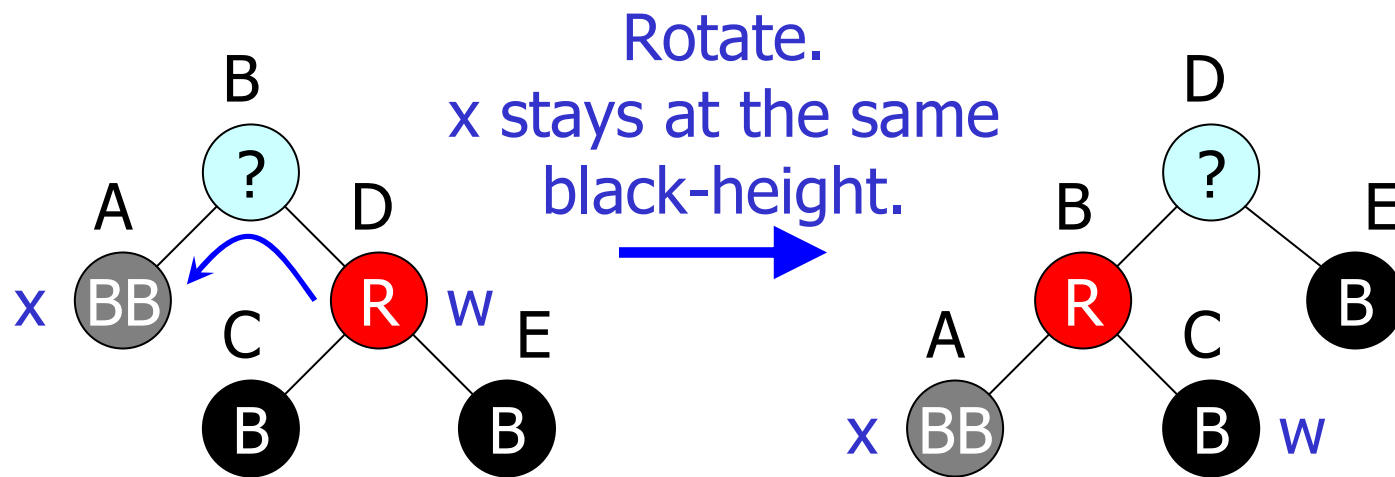 Rotate.
x stays at the same
black-height.
B
?
A
D
x
BB
R
w
C
E
B
B
D
?
B
E
R
B
A
C
x
BB
B
w